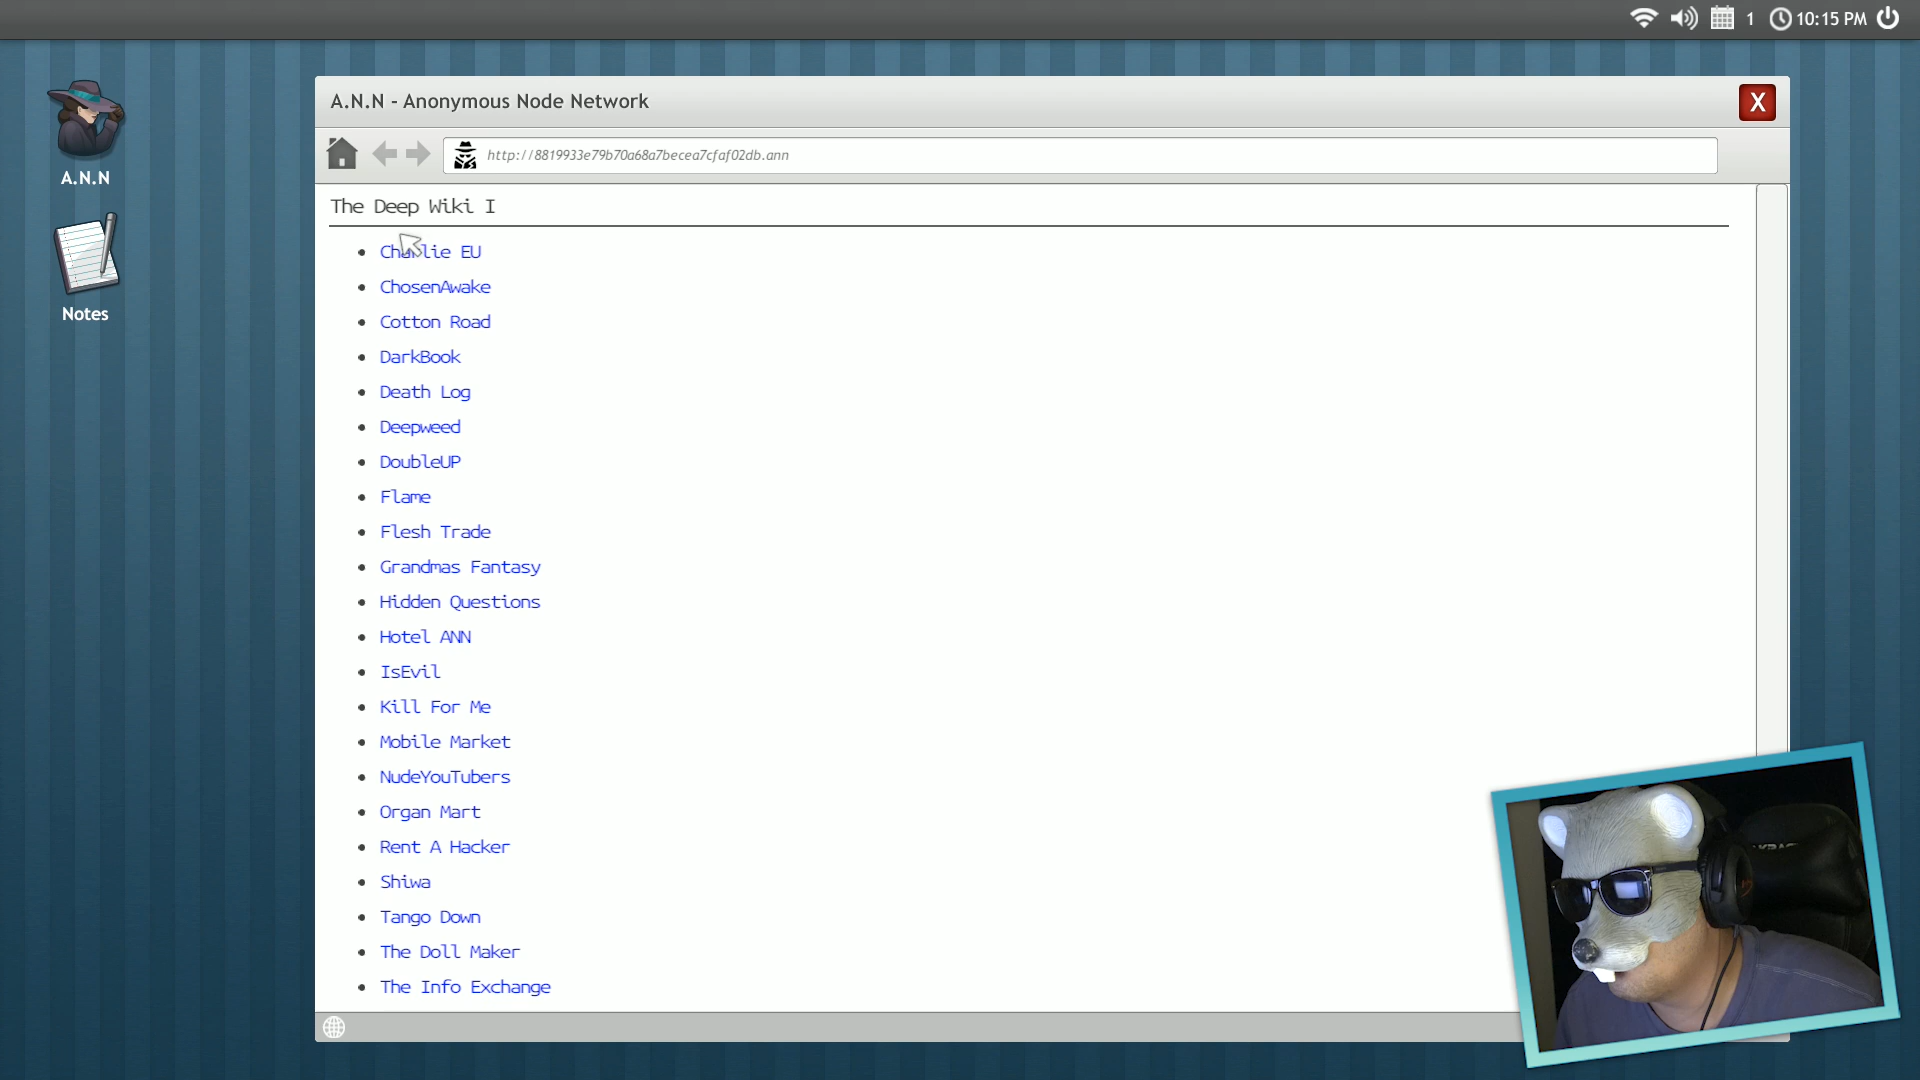 1 10:15 PM
A.N.N - Anonymous Node Network
X
http://8819933e79b70a68a7becea7cfaf02db.ann
A.N.N
Notes
The Deep Wiki I
Charlie EU
ChosenAwake
Cotton Road
DarkBook
Death Log
Deepweed
DoubleUP
Flame
Flesh Trade
Grandmas Fantasy
Hidden Questions
Hotel ANN
IsEvil
Kill For Me
Mobile Market
NudeYouTubers
Organ Mart
Rent A Hacker
Shiwa
Tango Down
The Doll Maker
The Info Exchange